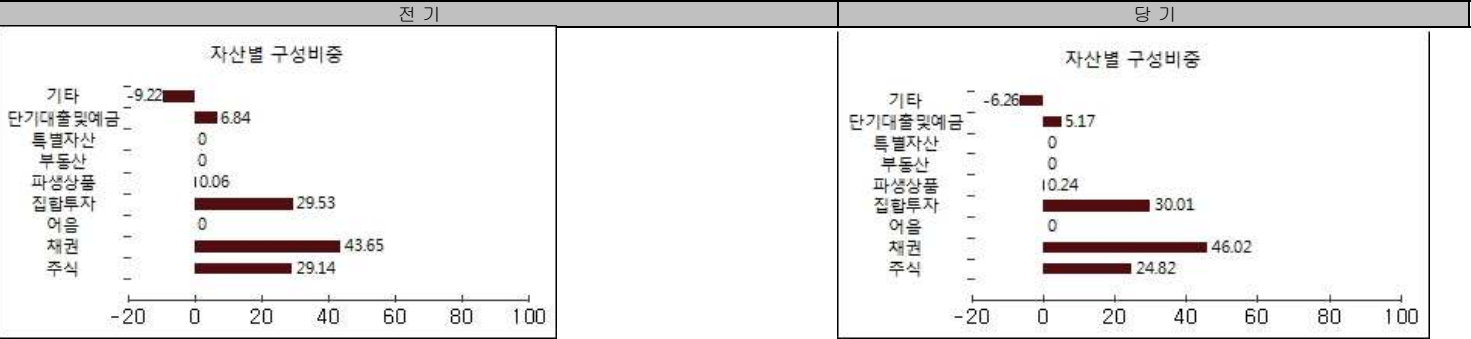 전 기
당 기
자산별 구성비중
기타 -9.22
단기대출및예금 6.84
특별자산 0
부동산 0
파생상품 0.06
집합투자 29.53
어음 0
채권 43.65
주식 29.14
-20 0 20 40 60 80 100
자산별 구성비중
기타 -6.26
단기대출및예금 5.17
특별자산 0
부동산 0
파생상품 0.24
집합투자 30.01
어음 0
채권 46.02
주식 24.82
-20 0 20 40 60 80 100